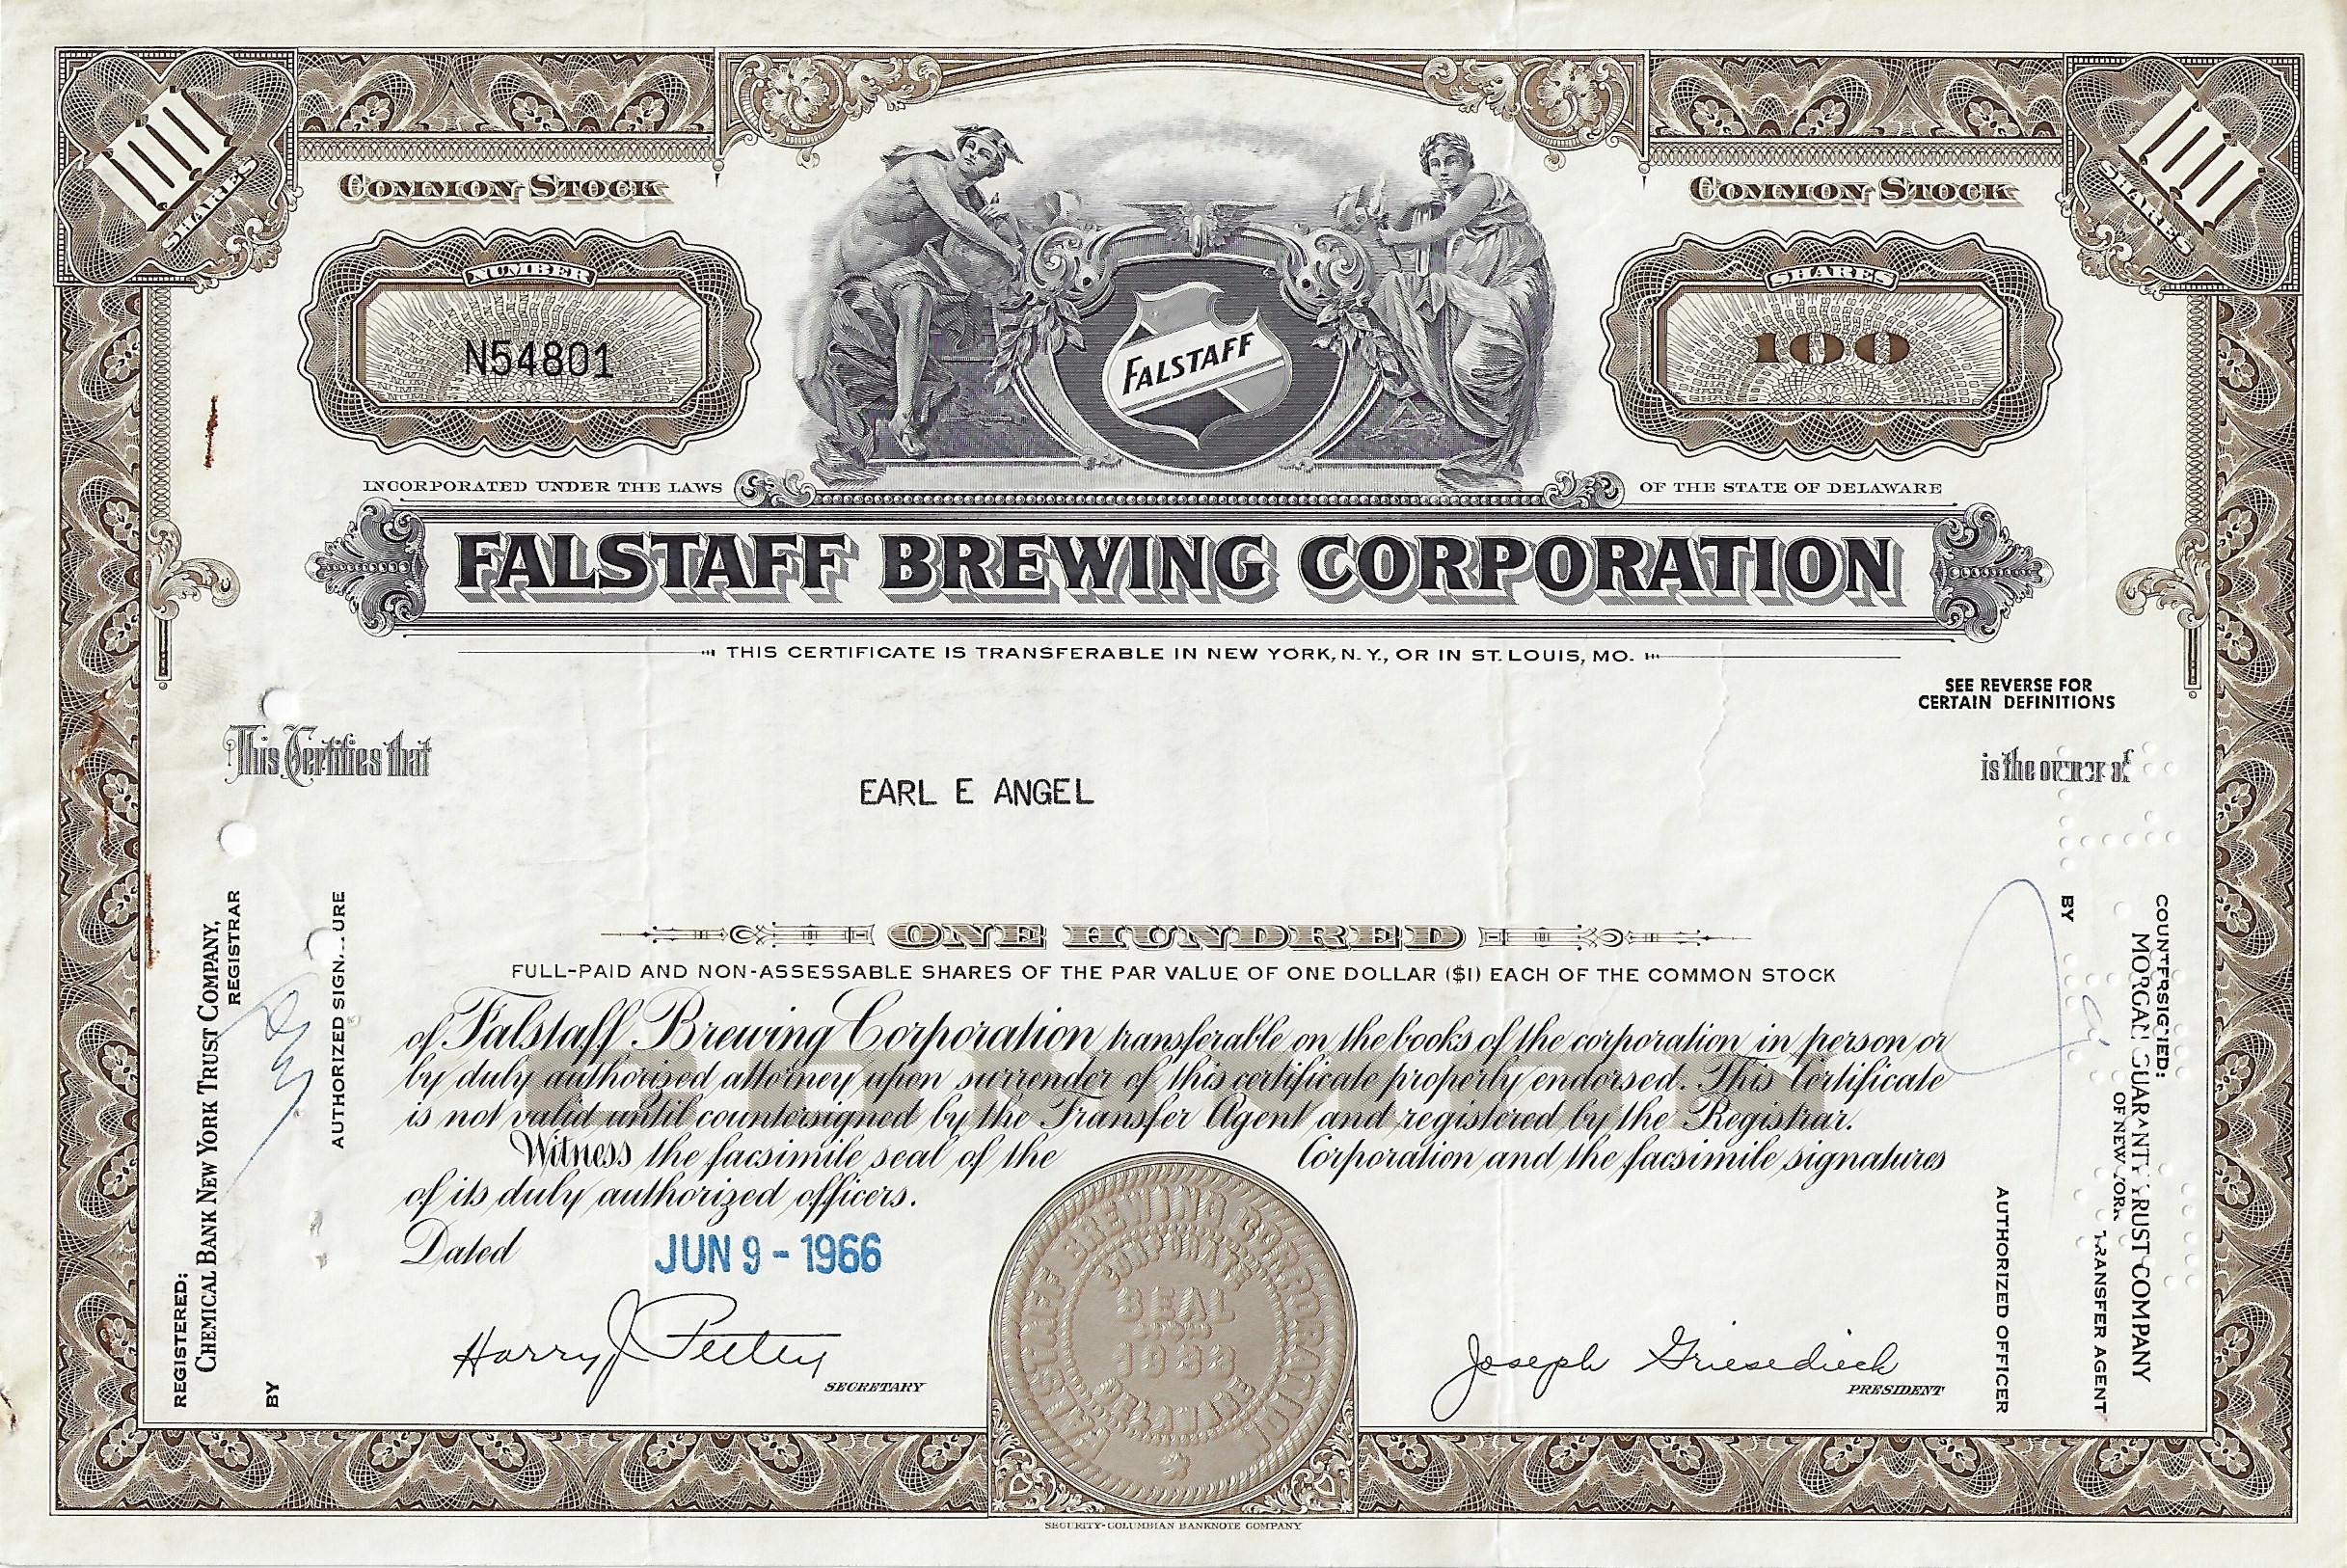 100
SHARES
COMMON STOCK
COMMON STOCK
100
SHARES
NUMBER
N54801
FALSTAFF
SHARES
100
INCORPORATED UNDER THE LAWS
OF THE STATE OF DELAWARE
FALSTAFF BREWING CORPORATION
THIS CERTIFICATE IS TRANSFERABLE IN NEW YORK, N.Y., OR IN ST. LOUIS, MO.
SEE REVERSE FOR
CERTAIN DEFINITIONS
This Certifies that
is the owner of
EARL E ANGEL
ONE HUNDRED
FULL-PAID AND NON-ASSESSABLE SHARES OF THE PAR VALUE OF ONE DOLLAR ($1) EACH OF THE COMMON STOCK
of Falstaff Brewing Corporation transferable on the books of the corporation in person or
by duly authorized attorney upon surrender of this certificate properly endorsed. This Certificate
is not valid until countersigned by the Transfer Agent and registered by the Registrar.
Witness the facsimile seal of the Corporation and the facsimile signatures
of its duly authorized officers.
Dated JUN 9 - 1966
Harry J. Peetey
SECRETARY
Joseph Griesedieck
PRESIDENT
FALSTAFF BREWING CORPORATION
CORPORATE
SEAL
1933
DELAWARE
REGISTERED:
CHEMICAL BANK NEW YORK TRUST COMPANY,
REGISTRAR
BY
AUTHORIZED SIGNATURE
COUNTERSIGNED:
MORGAN GUARANTY TRUST COMPANY
OF NEW YORK
TRANSFER AGENT
BY
AUTHORIZED OFFICER
SECURITY-COLUMBIAN BANKNOTE COMPANY